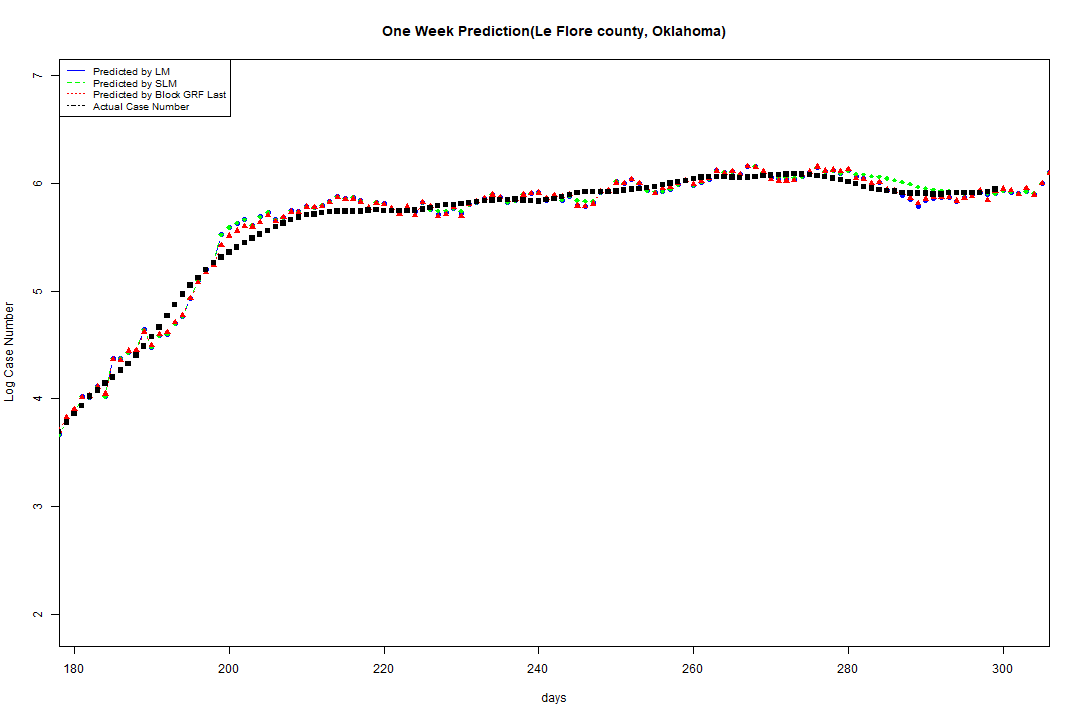 One Week Prediction(Le Flore county, Oklahoma)
Predicted by LM
Predicted by SLM
Predicted by Block GRF Last
Actual Case Number
7
6
5
4
3
2
Log Case Number
180 200 220 240 260 280 300
days